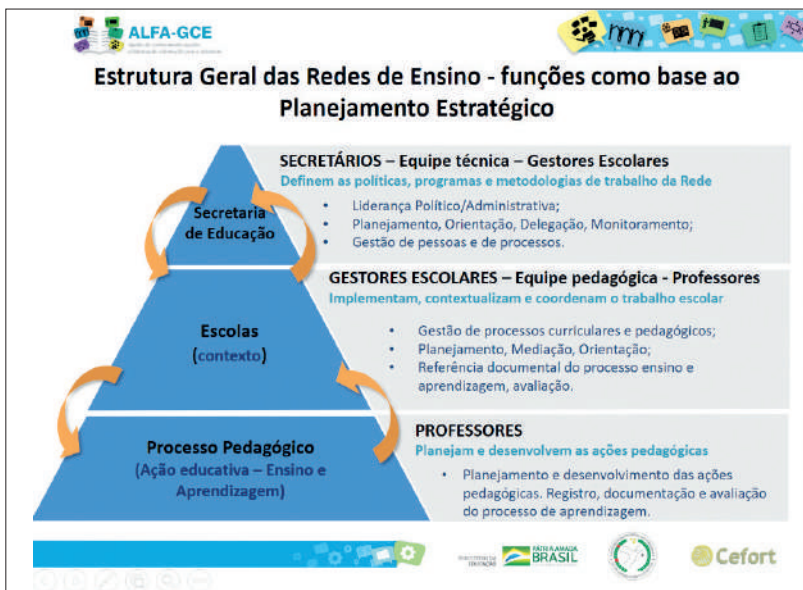 ALFA-GCE
Estrutura Geral das Redes de Ensino - funções como base ao
Planejamento Estratégico
Secretaria
de Educação
SECRETÁRIOS – Equipe técnica – Gestores Escolares
Definem as políticas, programas e metodologias de trabalho da Rede
• Liderança Político/Administrativa;
• Planejamento, Orientação, Delegação, Monitoramento;
• Gestão de pessoas e de processos.
Escolas
(contexto)
GESTORES ESCOLARES – Equipe pedagógica - Professores
Implementam, contextualizam e coordenam o trabalho escolar
• Gestão de processos curriculares e pedagógicos;
• Planejamento, Mediação, Orientação;
• Referência documental do processo ensino e
aprendizagem, avaliação.
Processo Pedagógico
(Ação educativa – Ensino e
Aprendizagem)
PROFESSORES
Planejam e desenvolvem as ações pedagógicas
• Planejamento e desenvolvimento das ações
pedagógicas. Registro, documentação e avaliação
do processo de aprendizagem.
PÁTRIA AMADA
BRASIL
Cefort